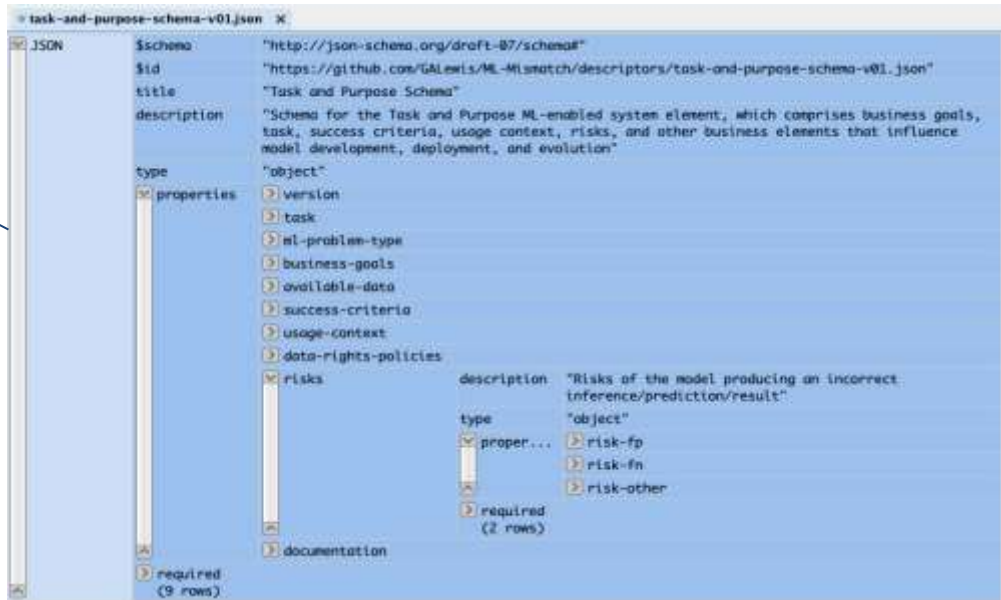 task-and-purpose-schema-v01.json ×
JSON
$schema "http://json-schema.org/draft-07/schema#"
$id "https://github.com/GALewis/ML-Mismatch/descriptors/task-and-purpose-schema-v01.json"
title "Task and Purpose Schema"
description "Schema for the Task and Purpose ML-enabled system element, which comprises business goals,
task, success criteria, usage context, risks, and other business elements that influence
model development, deployment, and evolution"
type "object"
properties
version
task
ml-problem-type
business-goals
available-data
success-criteria
usage-context
data-rights-policies
risks
description "Risks of the model producing an incorrect
inference/prediction/result"
type "object"
proper...
risk-fp
risk-fn
risk-other
required
(2 rows)
documentation
required
(9 rows)